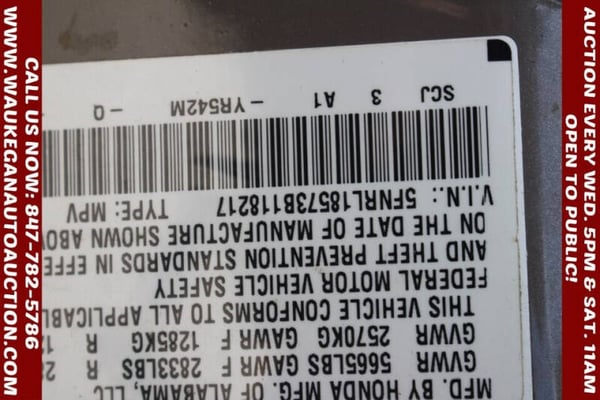 WWW.WAUKEGANAUTOAUCTION.COM
CALL US NOW: 847-782-5786
MFD. BY HONDA MFG. OF ALABAMA, LLC
GVWR 5665LBS GAWR F 2833LBS R
GVWR 2570KG GAWR F 1285KG R
THIS VEHICLE CONFORMS TO ALL APPLICABL
FEDERAL MOTOR VEHICLE SAFETY
AND THEFT PREVENTION STANDARDS IN EFFE
ON THE DATE OF MANUFACTURE SHOWN ABOV
V.I.N.: 5FNRL18573B118217 TYPE: MPV
SCJ 3 A1 -YR542M -Q
AUCTION EVERY WED. 5PM & SAT. 11AM
OPEN TO PUBLIC!